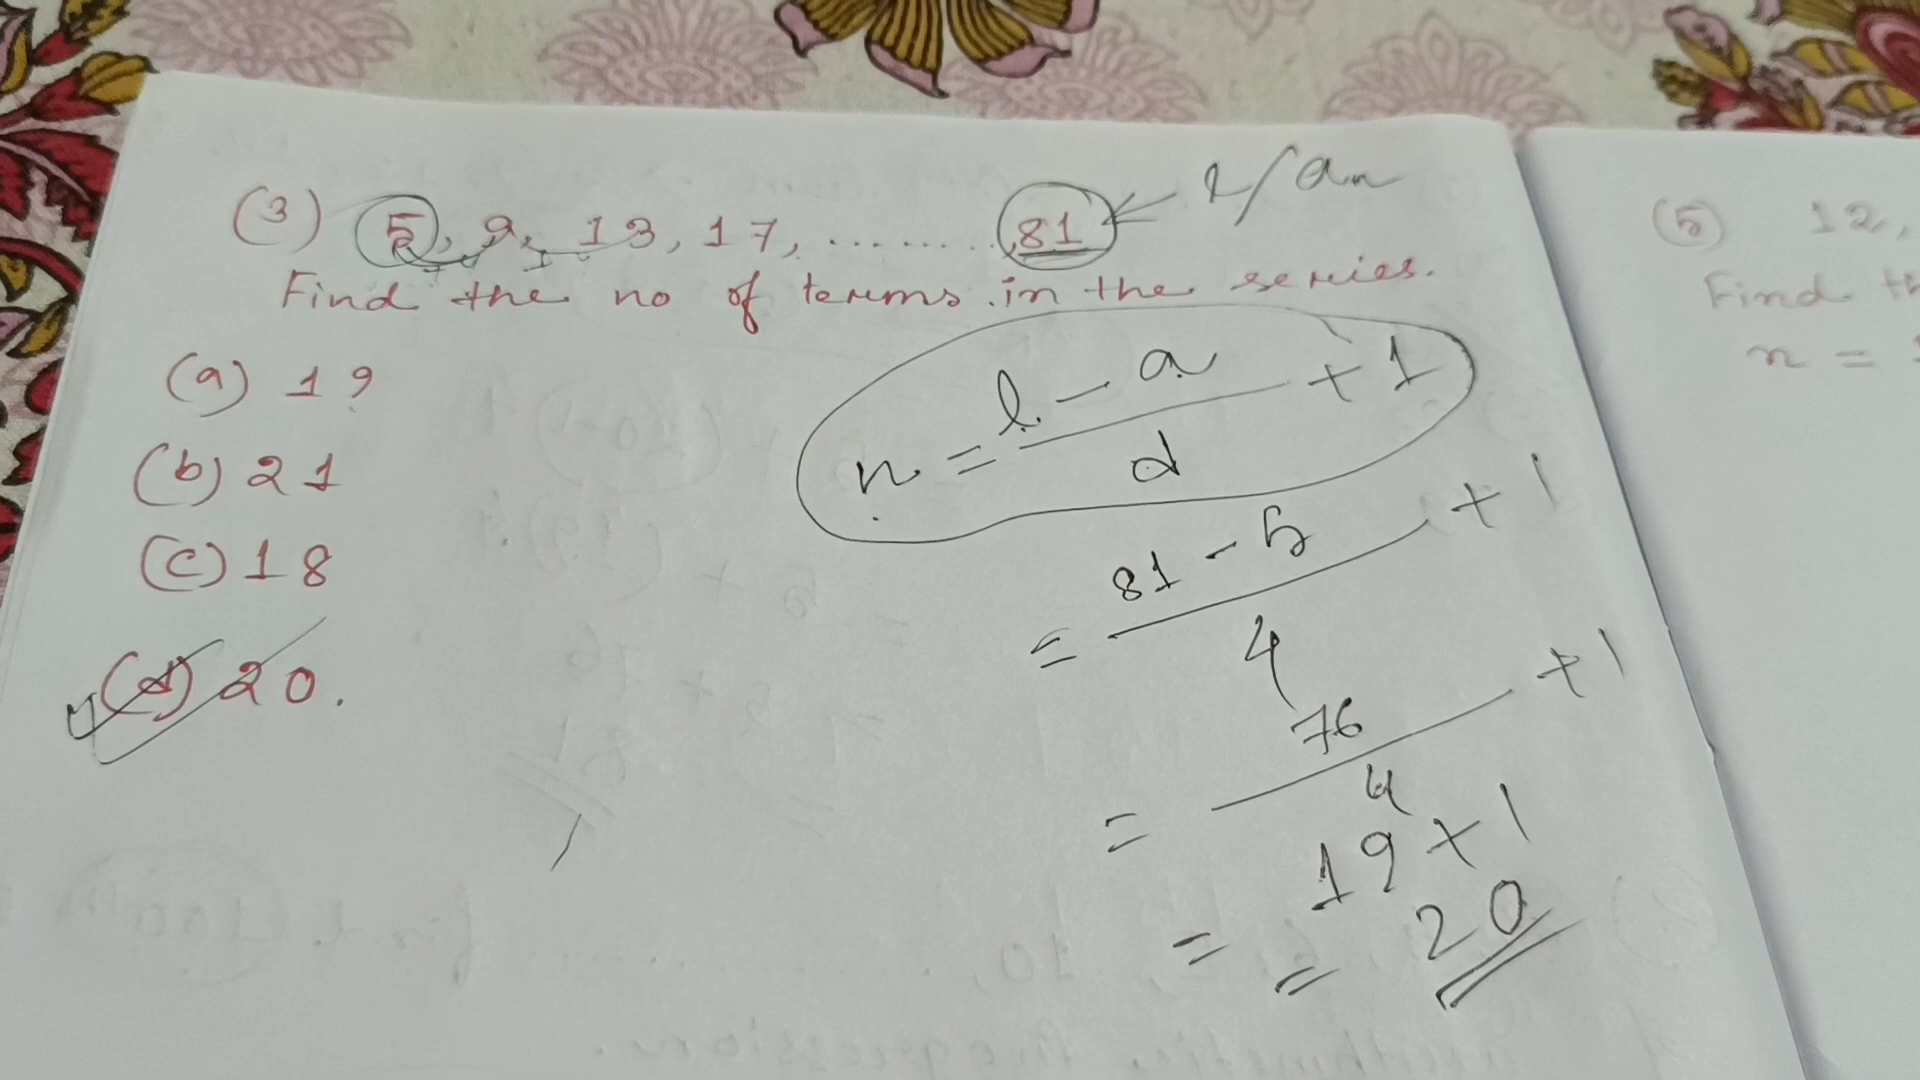 (3) 5, 9, 13, 17, ........, 81 ← l/an
Find the no of terms in the series.
(a) 19
(b) 21
(c) 18
(d) 20.
n = l - a / d + 1
= 81 - 5 / 4 + 1
= 76 / 4 + 1
= 19 + 1
= = 20
(5) 12,
Find th
n =